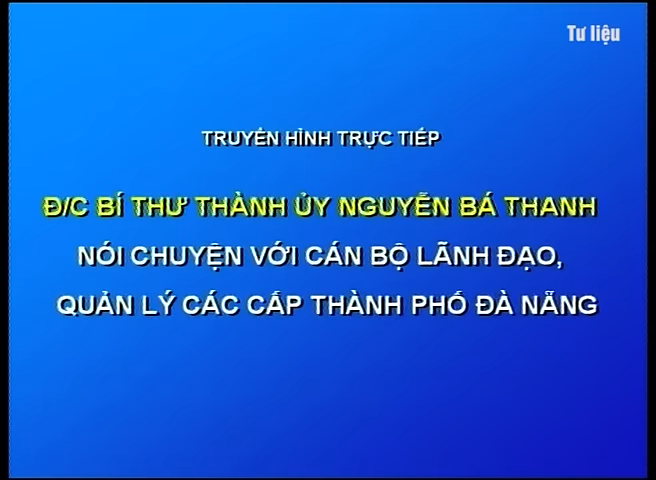 Tư liệu
TRUYỀN HÌNH TRỰC TIẾP
Đ/C BÍ THƯ THÀNH ỦY NGUYỄN BÁ THANH
NÓI CHUYỆN VỚI CÁN BỘ LÃNH ĐẠO,
QUẢN LÝ CÁC CẤP THÀNH PHỐ ĐÀ NẴNG